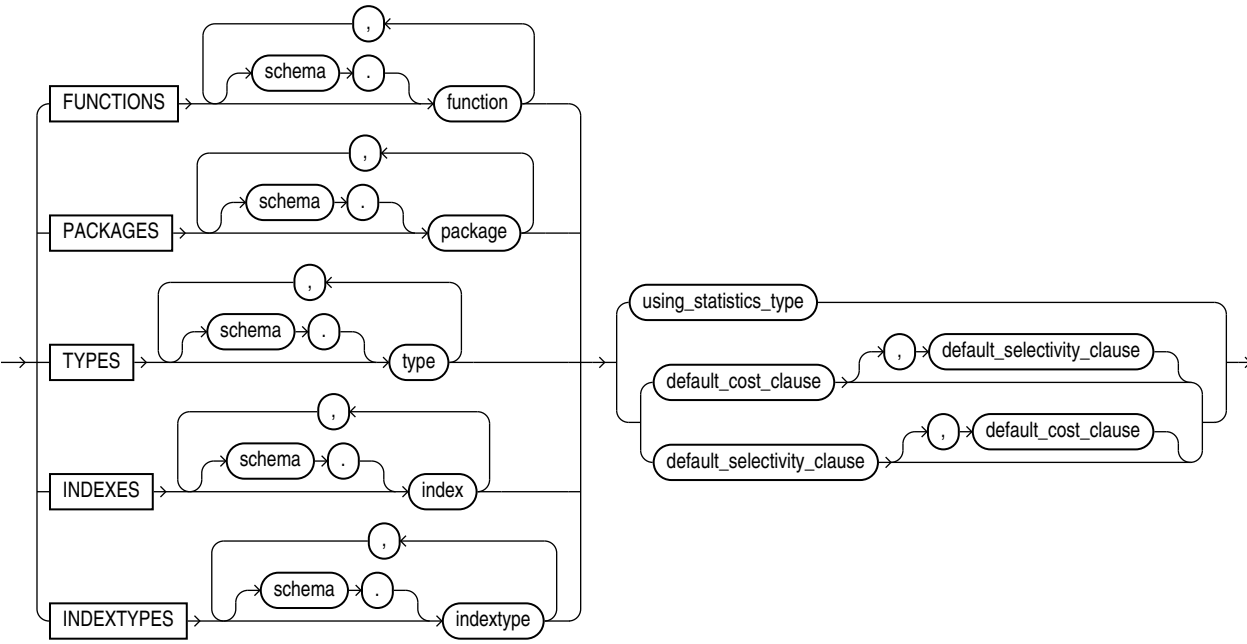 ,
schema .
FUNCTIONS function
,
schema .
PACKAGES package
,
schema .
TYPES type
,
schema .
INDEXES index
,
schema .
INDEXTYPES indextype
using_statistics_type
, default_selectivity_clause
default_cost_clause
, default_cost_clause
default_selectivity_clause